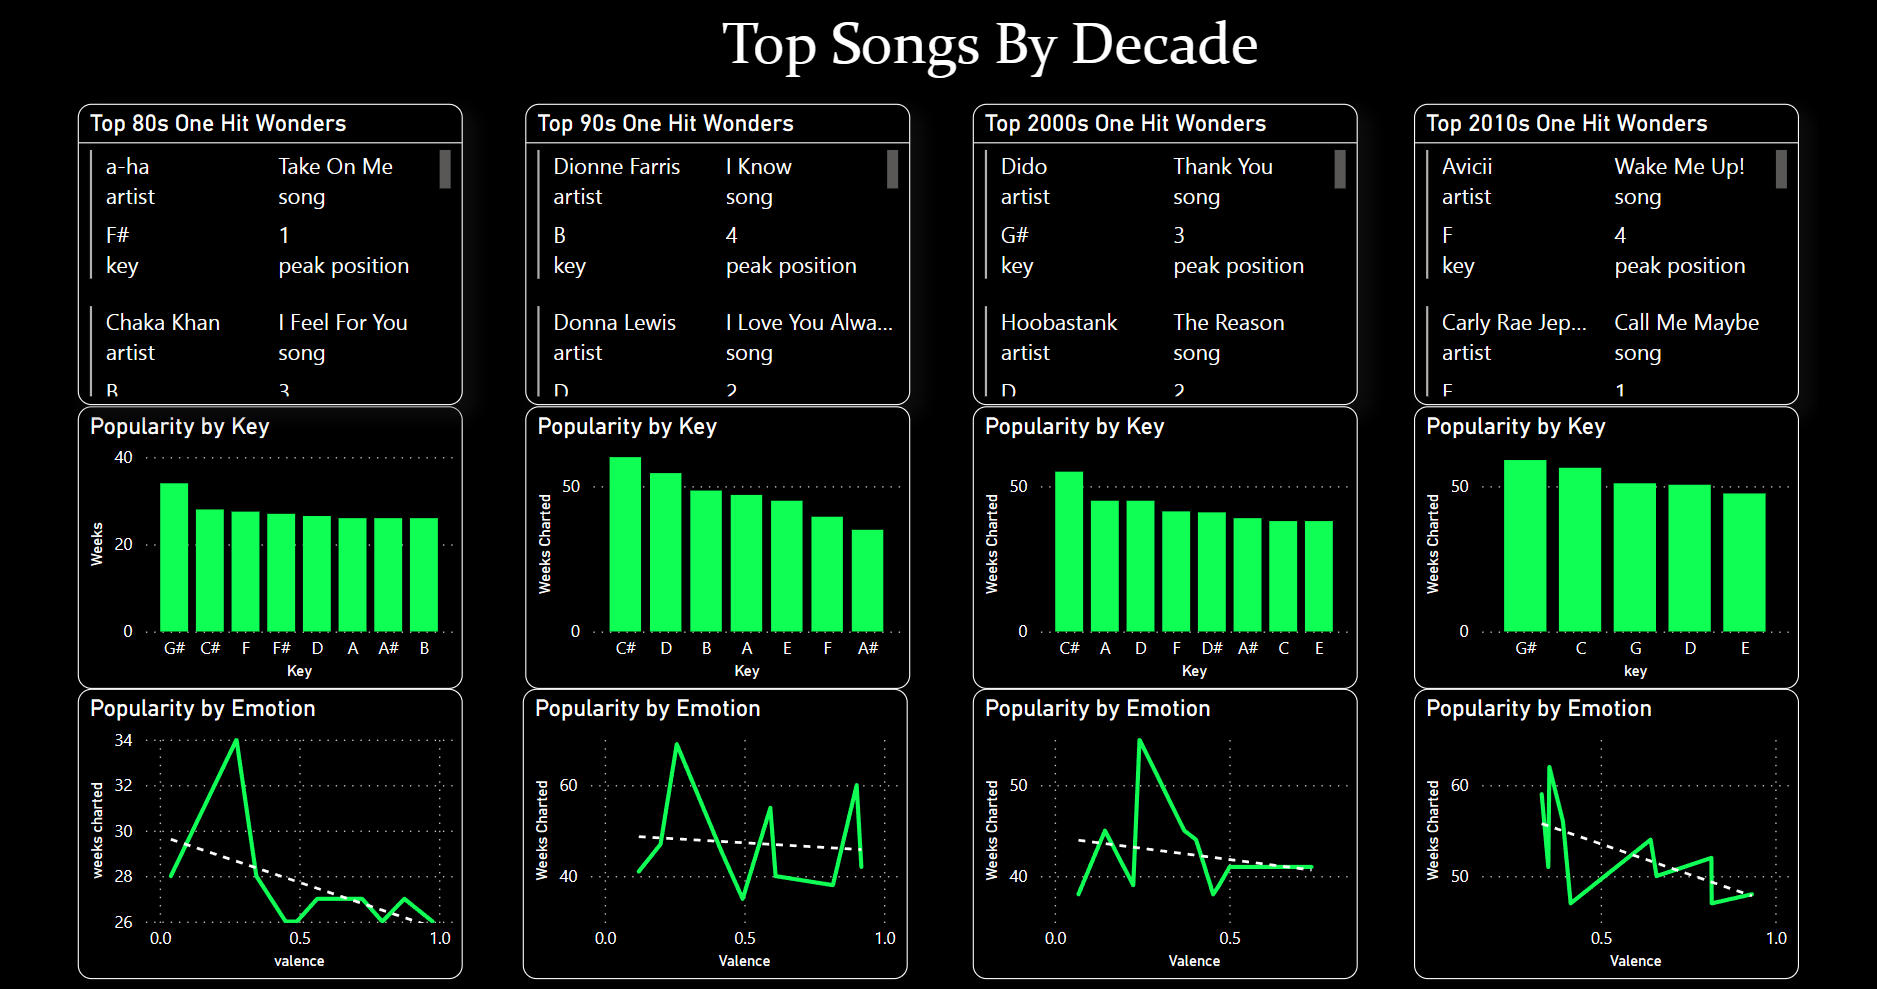 Top Songs By Decade
Top 80s One Hit Wonders
a-ha Take On Me
artist song
F# 1
key peak position
Chaka Khan I Feel For You
artist song
B 3
Top 90s One Hit Wonders
Dionne Farris I Know
artist song
B 4
key peak position
Donna Lewis I Love You Alwa...
artist song
D 2
Top 2000s One Hit Wonders
Dido Thank You
artist song
G# 3
key peak position
Hoobastank The Reason
artist song
D 2
Top 2010s One Hit Wonders
Avicii Wake Me Up!
artist song
F 4
key peak position
Carly Rae Jep... Call Me Maybe
artist song
1
Popularity by Key
Weeks
40
20
0
G# C# F F# D A A# B
Key
Popularity by Key
Weeks Charted
50
0
C# D B A E F A#
Key
Popularity by Key
Weeks Charted
50
0
C# A D F D# A# C E
Key
Popularity by Key
Weeks Charted
50
0
G# C G D E
key
Popularity by Emotion
weeks charted
34
32
30
28
26
0.0 0.5 1.0
valence
Popularity by Emotion
Weeks Charted
60
40
0.0 0.5 1.0
Valence
Popularity by Emotion
Weeks Charted
50
40
0.0 0.5
Valence
Popularity by Emotion
Weeks Charted
60
50
0.5 1.0
Valence